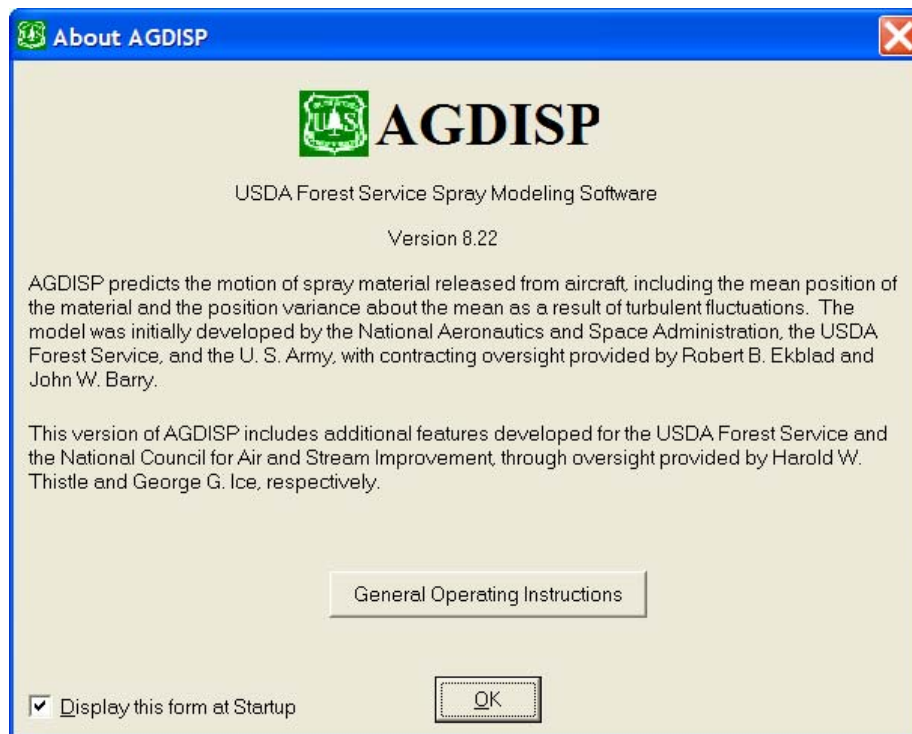 About AGDISP
US AGDISP
USDA Forest Service Spray Modeling Software
Version 8.22
AGDISP predicts the motion of spray material released from aircraft, including the mean position of
the material and the position variance about the mean as a result of turbulent fluctuations.  The
model was initially developed by the National Aeronautics and Space Administration, the USDA
Forest Service, and the U. S. Army, with contracting oversight provided by Robert B. Ekblad and
John W. Barry.
This version of AGDISP includes additional features developed for the USDA Forest Service and
the National Council for Air and Stream Improvement, through oversight provided by Harold W.
Thistle and George G. Ice, respectively.
General Operating Instructions
Display this form at Startup
OK